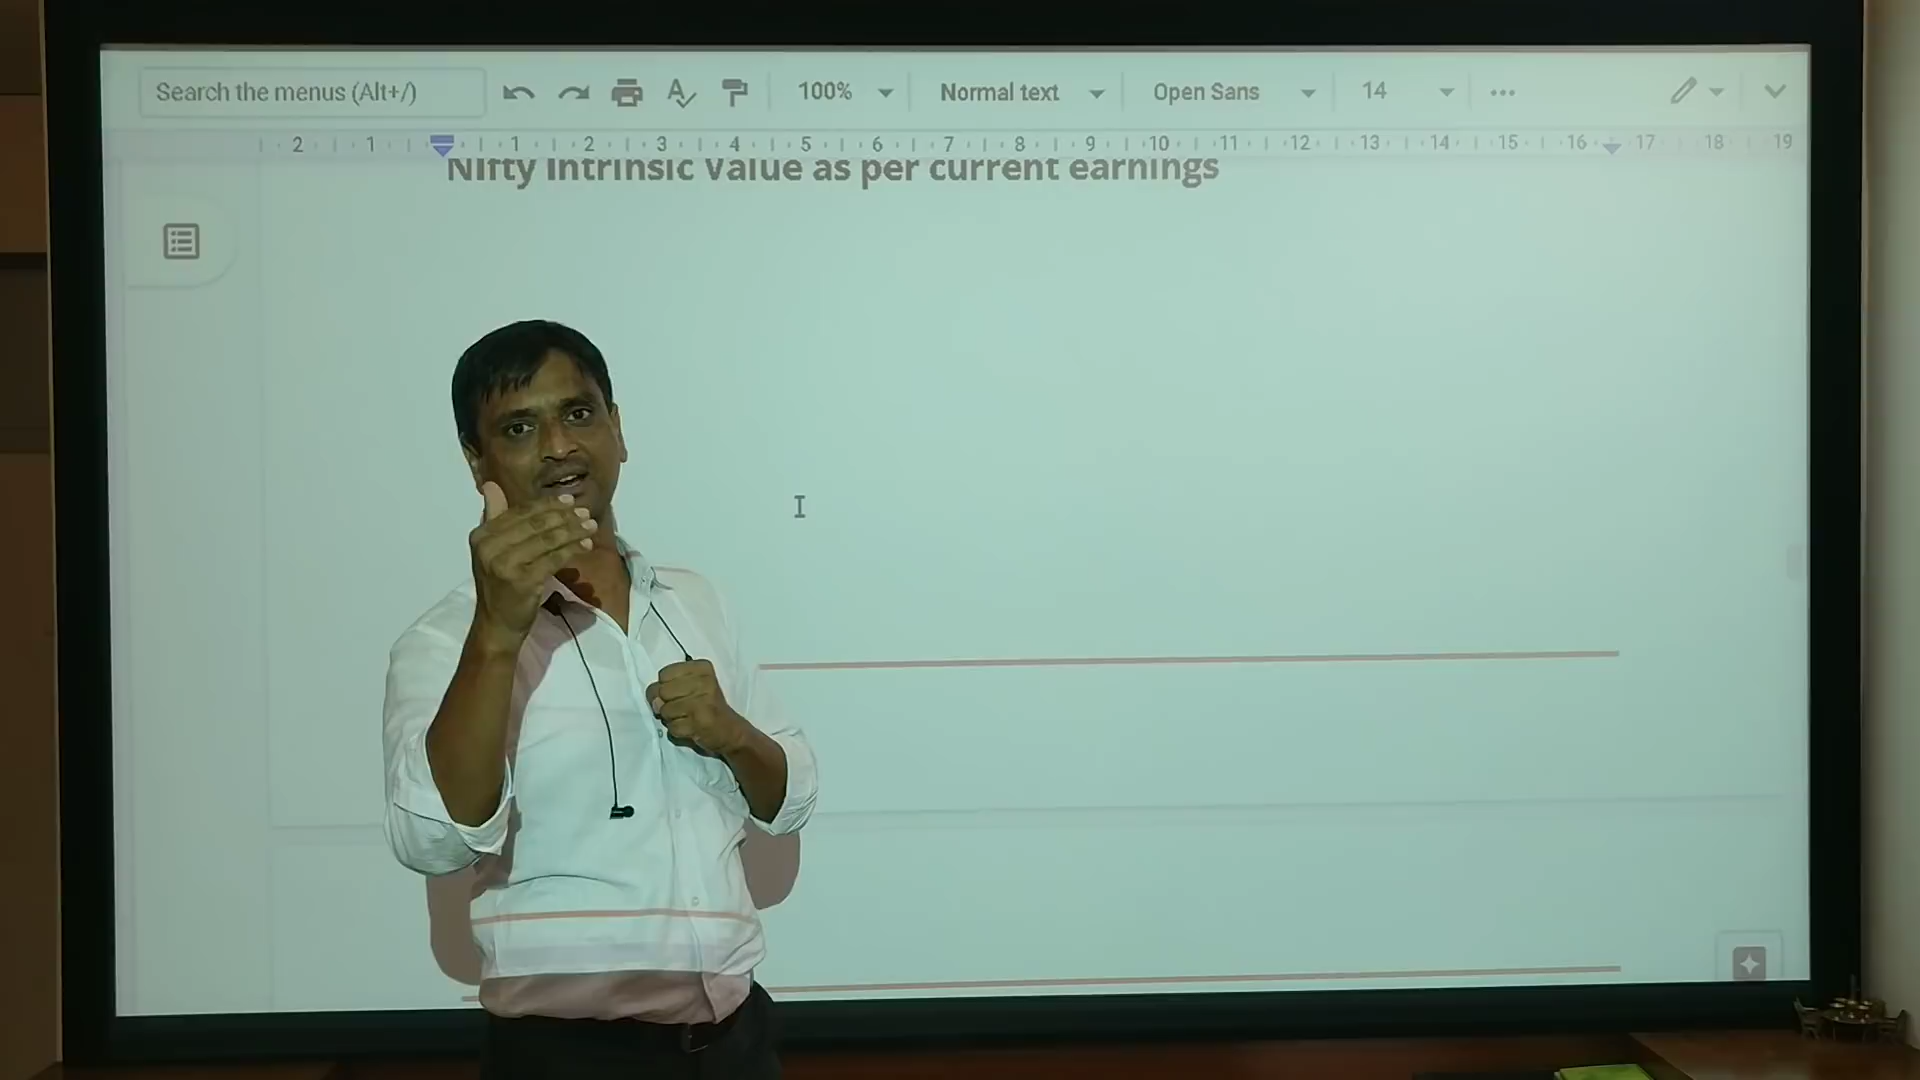 Search the menus (Alt+/) 100% Normal text Open Sans 14
2 1 1 2 3 4 5 6 7 8 9 10 11 12 13 14 15 16 17 18 19
Nifty Intrinsic Value as per current earnings